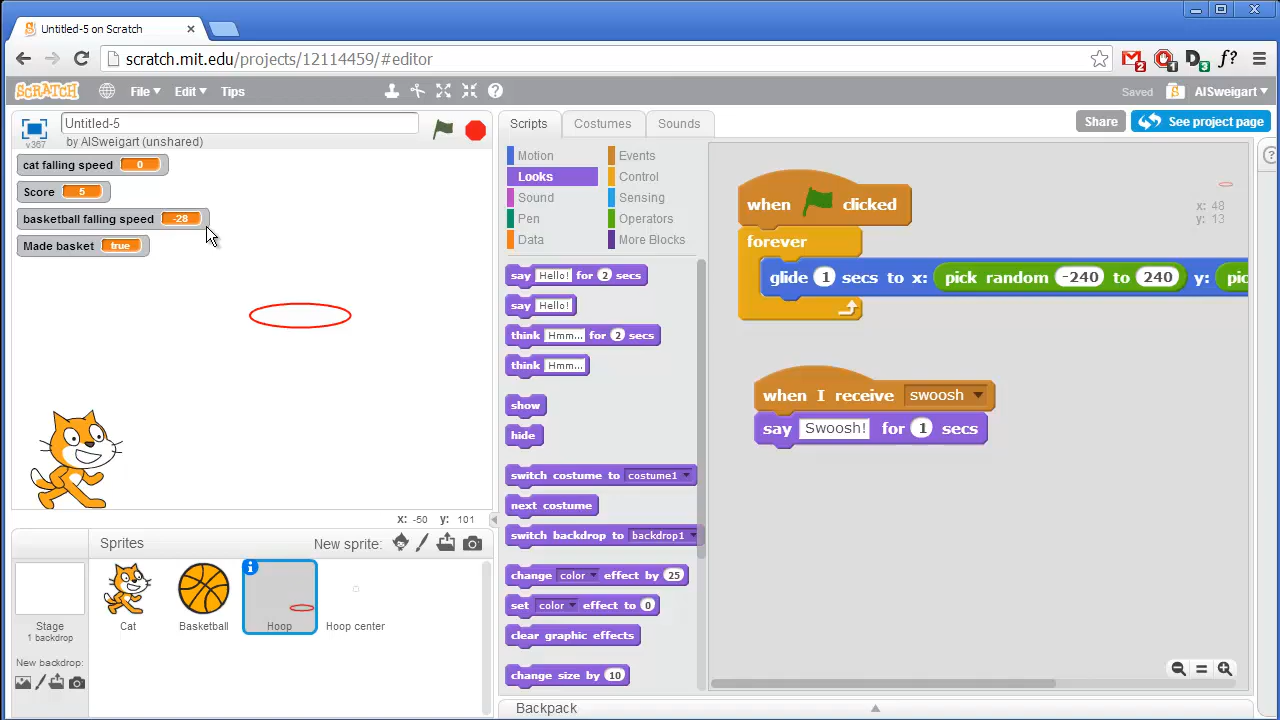 Untitled-5 on Scratch
scratch.mit.edu/projects/12114459/#editor
2
1
D
3
f?
SCRATCH
File
Edit
Tips
Saved
AlSweigart
v367
Untitled-5
by AlSweigart (unshared)
Scripts
Costumes
Sounds
Share
See project page
cat falling speed 0
Score 5
basketball falling speed -28
Made basket true
x: -50 y: 101
Motion
Looks
Sound
Pen
Data
Events
Control
Sensing
Operators
More Blocks
say Hello! for 2 secs
say Hello!
think Hmm... for 2 secs
think Hmm...
show
hide
switch costume to costume1
next costume
switch backdrop to backdrop1
change color effect by 25
set color effect to 0
clear graphic effects
change size by 10
when clicked
forever
glide 1 secs to x: pick random -240 to 240 y: pic
when I receive swoosh
say Swoosh! for 1 secs
x: 48
y: 13
Sprites
New sprite:
Stage
1 backdrop
New backdrop:
Cat
Basketball
Hoop
Hoop center
Backpack